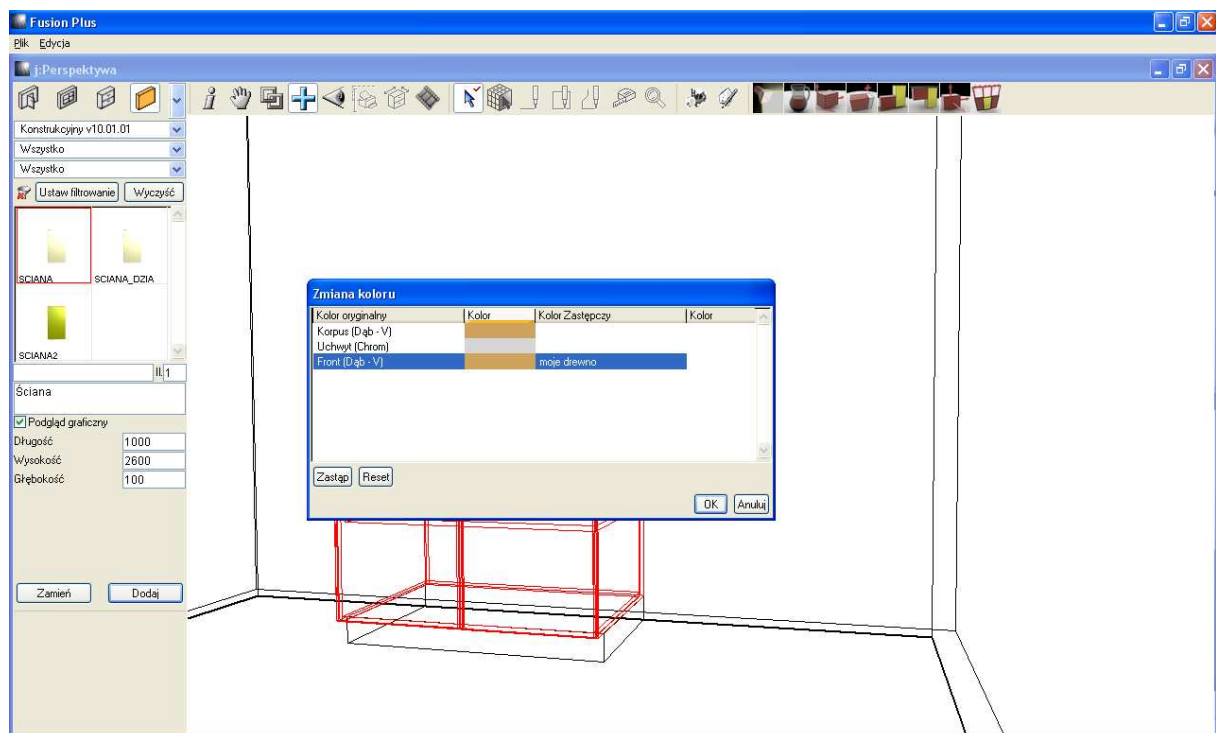 Fusion Plus
Plik Edycja
j:Perspektywa
Konstrukcyjny v10.01.01
Wszystko
Wszystko
Ustaw filtrowanie Wyczyść
SCIANA SCIANA_DZIA
SCIANA2
Il. 1
Ściana
Podgląd graficzny
Długość 1000
Wysokość 2600
Głębokość 100
Zamień Dodaj
Zmiana koloru
Kolor oryginalny Kolor Kolor Zastępczy Kolor
Korpus (Dąb - V)
Uchwyt (Chrom)
Front (Dąb - V) moje drewno
Zastąp Reset
OK Anuluj